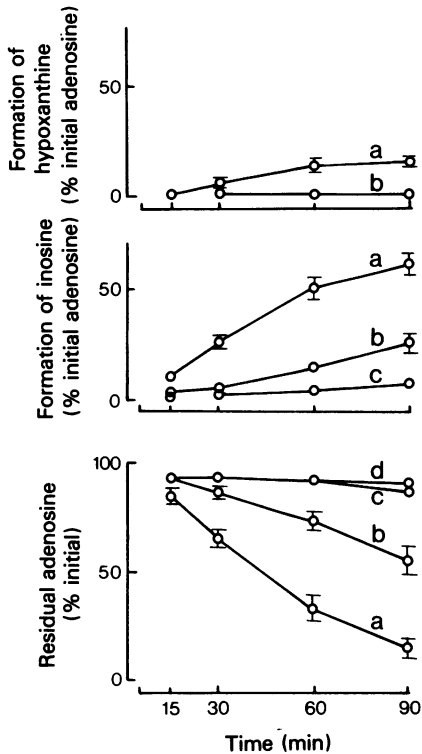 Formation of
hypoxanthine
(% initial adenosine)
50
0
a
b
Formation of inosine
(% initial adenosine)
50
0
a
b
c
Residual adenosine
(% initial)
100
50
0
d
c
b
a
15 30 60 90
Time (min)